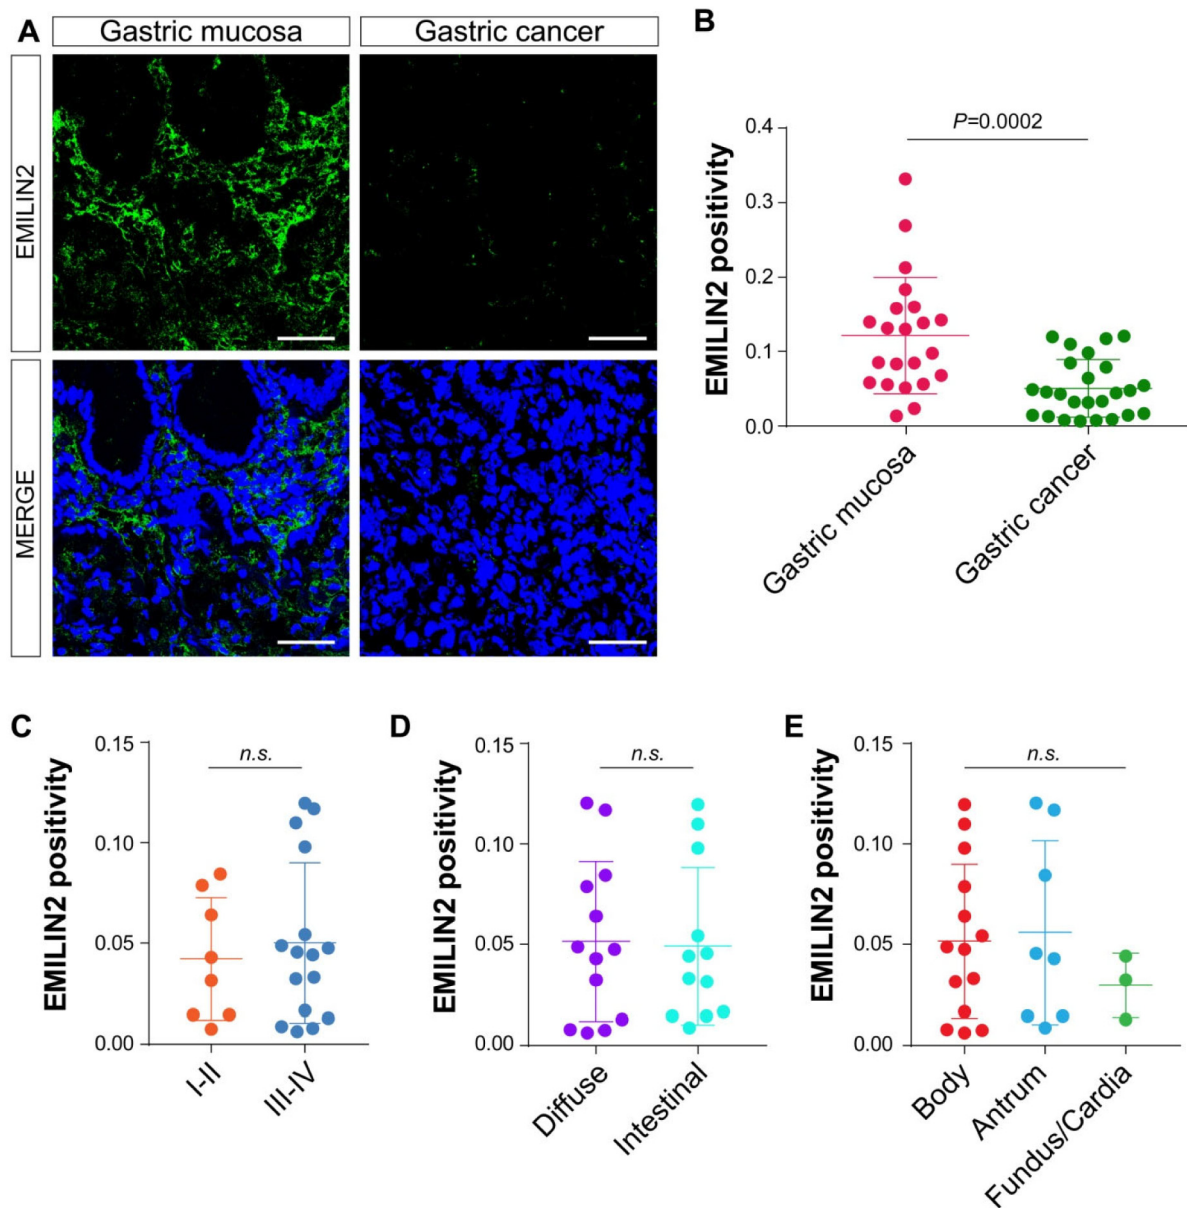 A
Gastric mucosa
Gastric cancer
EMILIN2
MERGE
B
EMILIN2 positivity
0.4
0.3
0.2
0.1
0.0
P=0.0002
Gastric mucosa
Gastric cancer
C
EMILIN2 positivity
0.15
0.10
0.05
0.00
n.s.
I-II
III-IV
D
EMILIN2 positivity
0.15
0.10
0.05
0.00
n.s.
Diffuse
Intestinal
E
EMILIN2 positivity
0.15
0.10
0.05
0.00
n.s.
Body
Antrum
Fundus/Cardia